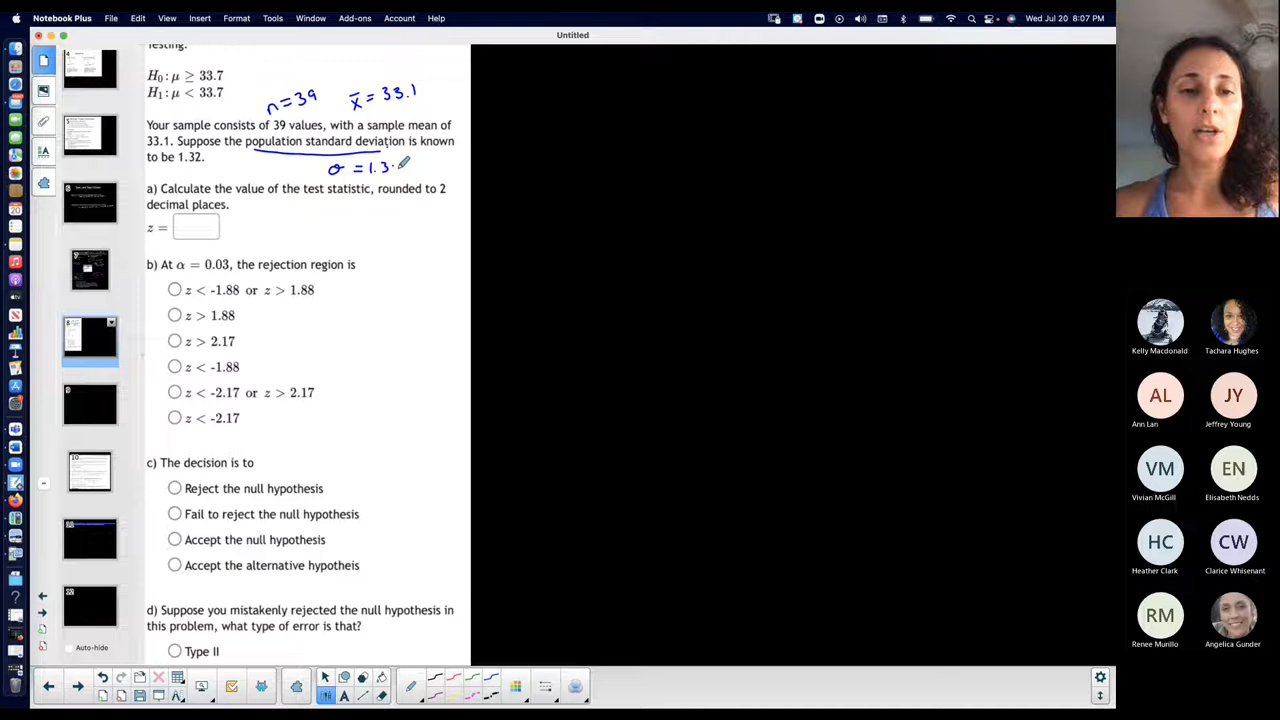 Notebook Plus File Edit View Insert Format Tools Window Add-ons Account Help Wed Jul 20 8:07 PM
Untitled
Testing.
H₀: μ ≥ 33.7
H₁: μ < 33.7
n = 39 x̄ = 33.1
Your sample consists of 39 values, with a sample mean of
33.1. Suppose the population standard deviation is known
to be 1.32.
σ = 1.3
a) Calculate the value of the test statistic, rounded to 2
decimal places.
z =
b) At α = 0.03, the rejection region is
z < -1.88 or z > 1.88
z > 1.88
z > 2.17
z < -1.88
z < -2.17 or z > 2.17
z < -2.17
c) The decision is to
Reject the null hypothesis
Fail to reject the null hypothesis
Accept the null hypothesis
Accept the alternative hypotheis
d) Suppose you mistakenly rejected the null hypothesis in
this problem, what type of error is that?
Type II
Auto-hide
Kelly Macdonald
Tachara Hughes
AL
Ann Lan
JY
Jeffrey Young
VM
Vivian McGill
EN
Elisabeth Nedds
HC
Heather Clark
CW
Clarice Whisenant
RM
Renee Murillo
Angelica Gunder